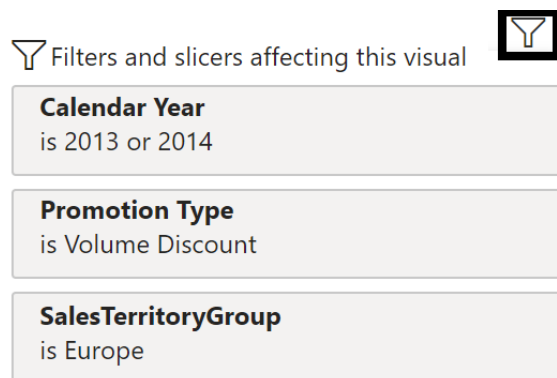 Filters and slicers affecting this visual
Calendar Year
is 2013 or 2014
Promotion Type
is Volume Discount
SalesTerritoryGroup
is Europe